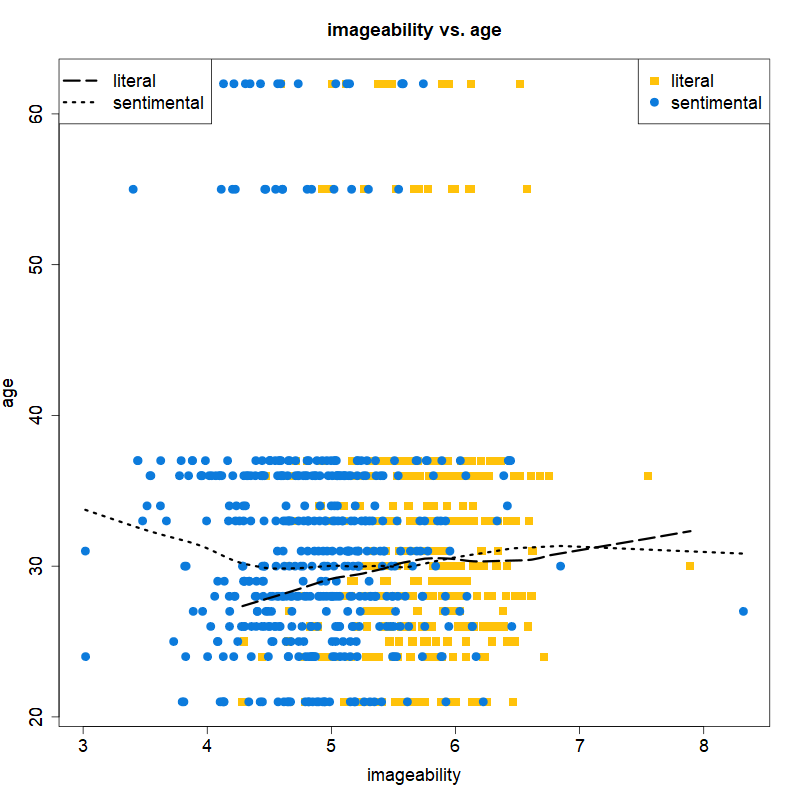 imageability vs. age
literal
sentimental
literal
sentimental
60
50
40
30
20
age
3 4 5 6 7 8
imageability